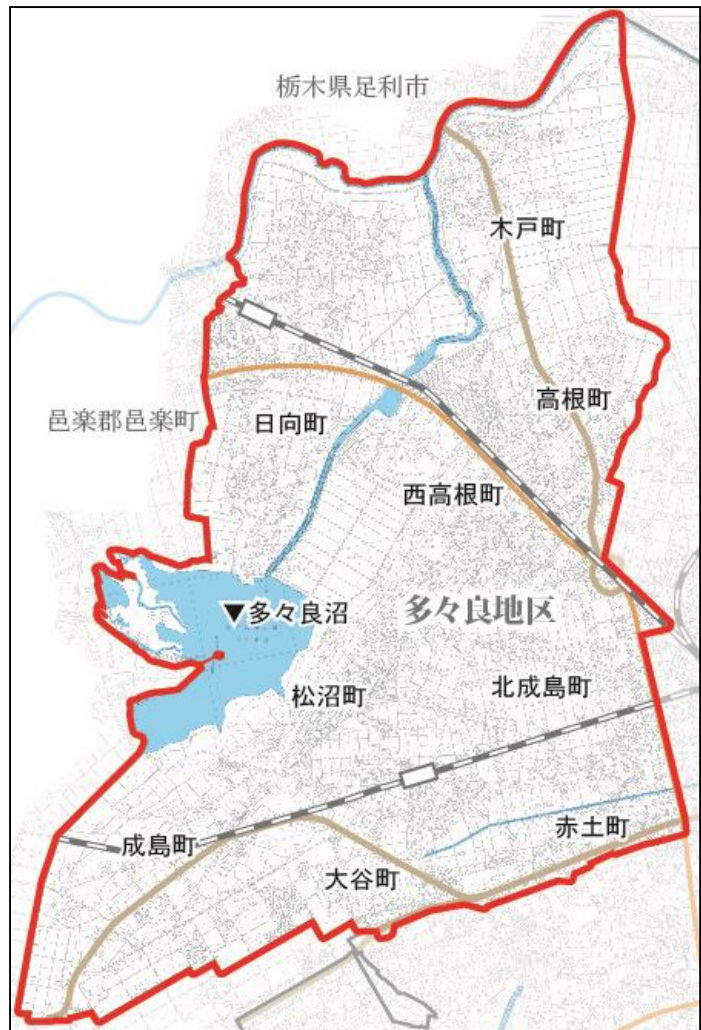 栃木県足利市
木戸町
高根町
邑楽郡邑楽町
日向町
西高根町
▼多々良沼
多々良地区
松沼町
北成島町
赤土町
成島町
大谷町